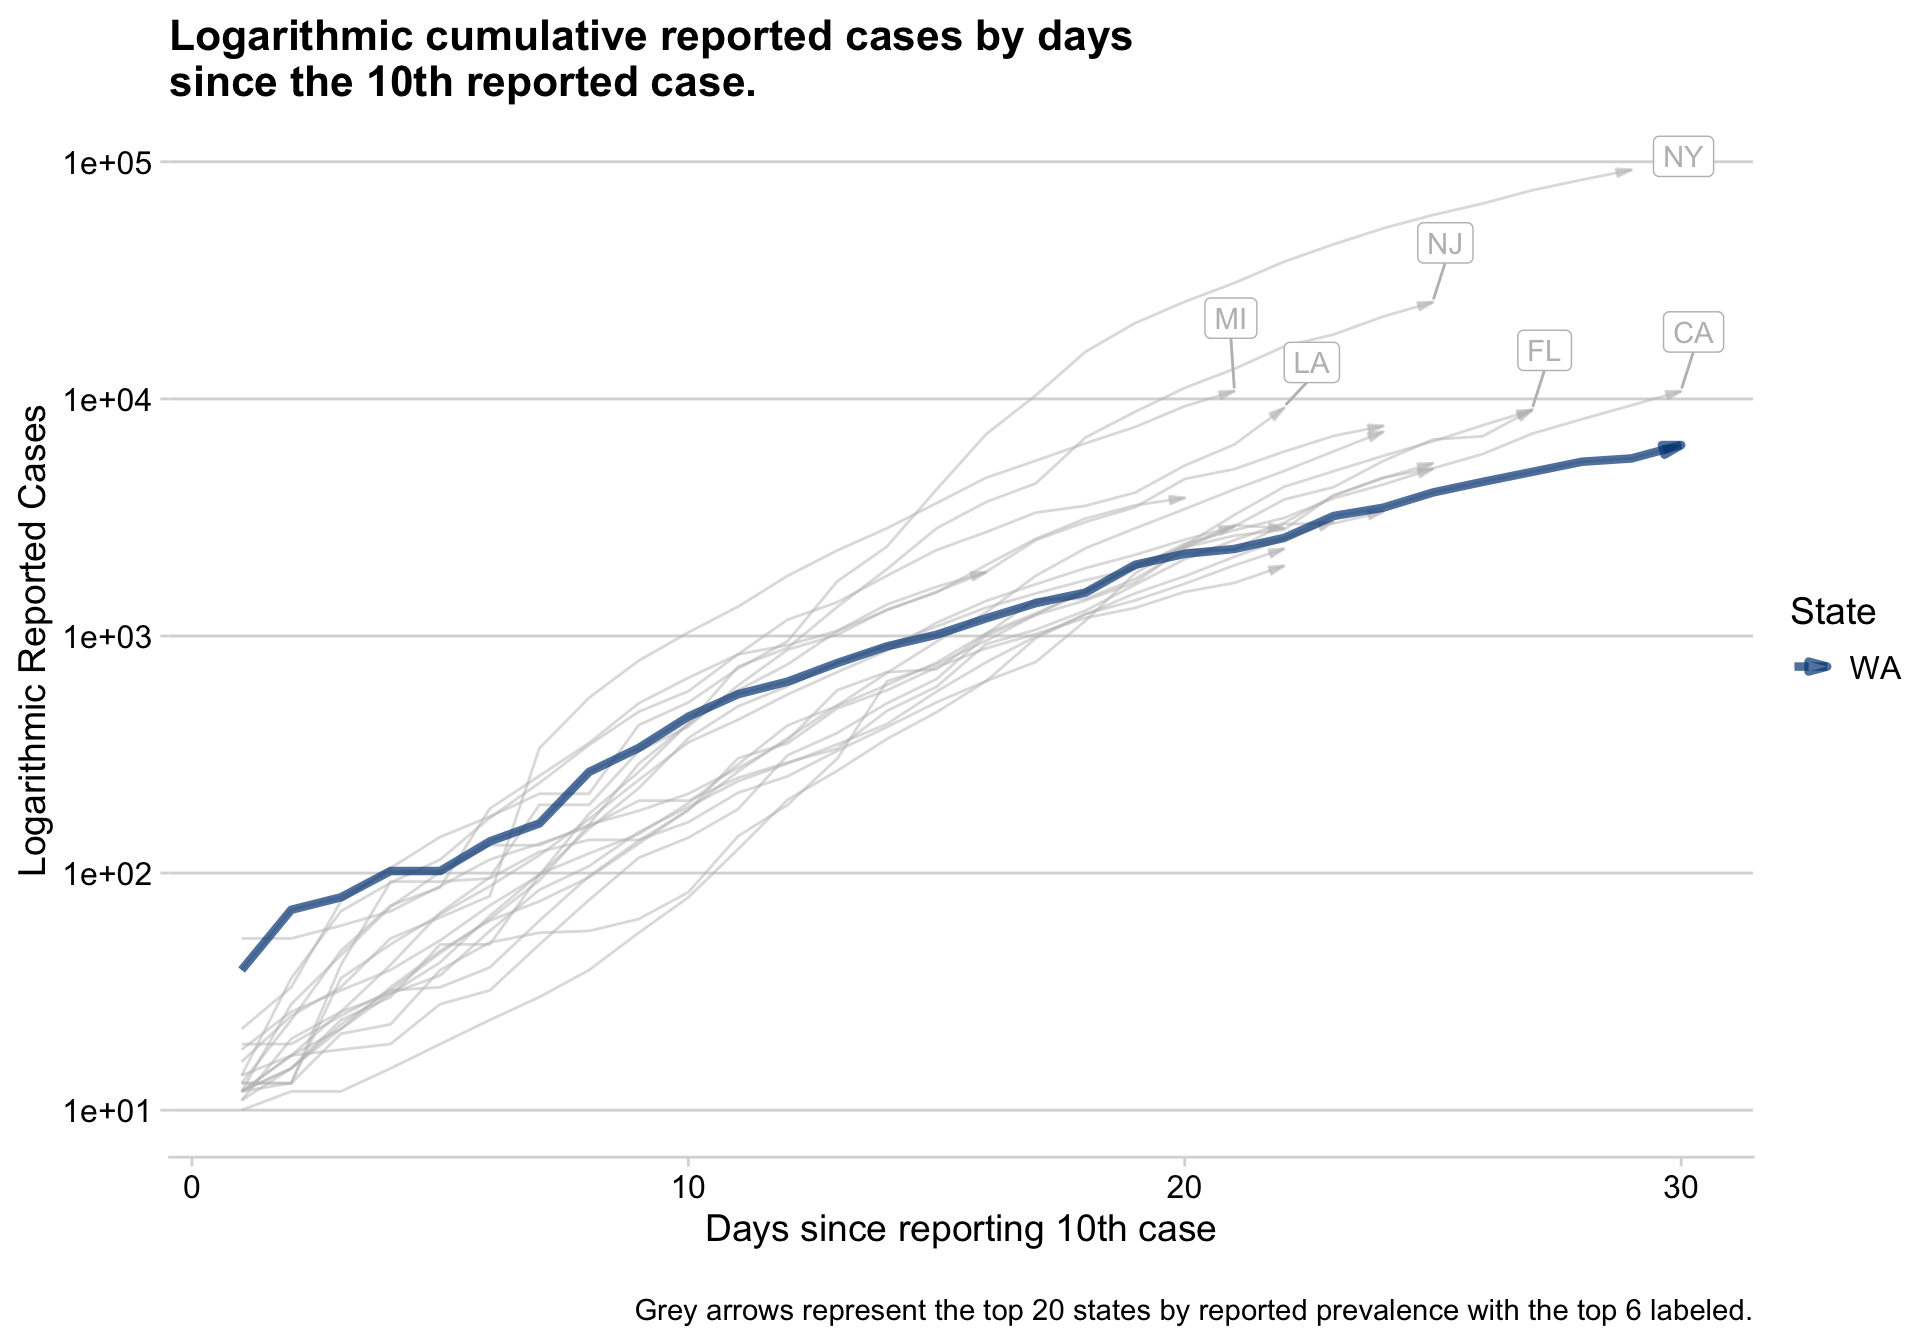 Logarithmic cumulative reported cases by days
since the 10th reported case.
1e+05
NY
NJ
MI
CA
FL
LA
1e+04
1e+03
1e+02
1e+01
Logarithmic Reported Cases
State
WA
0 10 20 30
Days since reporting 10th case
Grey arrows represent the top 20 states by reported prevalence with the top 6 labeled.